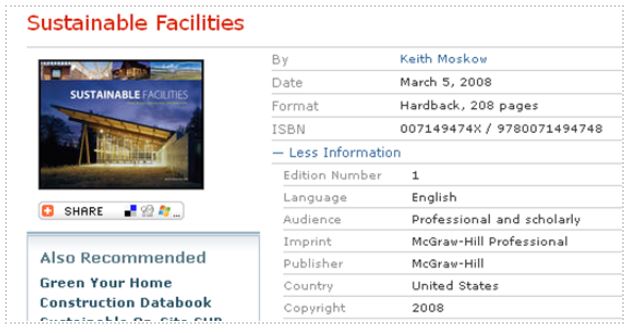 Sustainable Facilities
SUSTAINABLE FACILITIES
SHARE
Also Recommended
Green Your Home
Construction Databook
By Keith Moskow
Date March 5, 2008
Format Hardback, 208 pages
ISBN 007149474X / 9780071494748
— Less Information
Edition Number 1
Language English
Audience Professional and scholarly
Imprint McGraw-Hill Professional
Publisher McGraw-Hill
Country United States
Copyright 2008